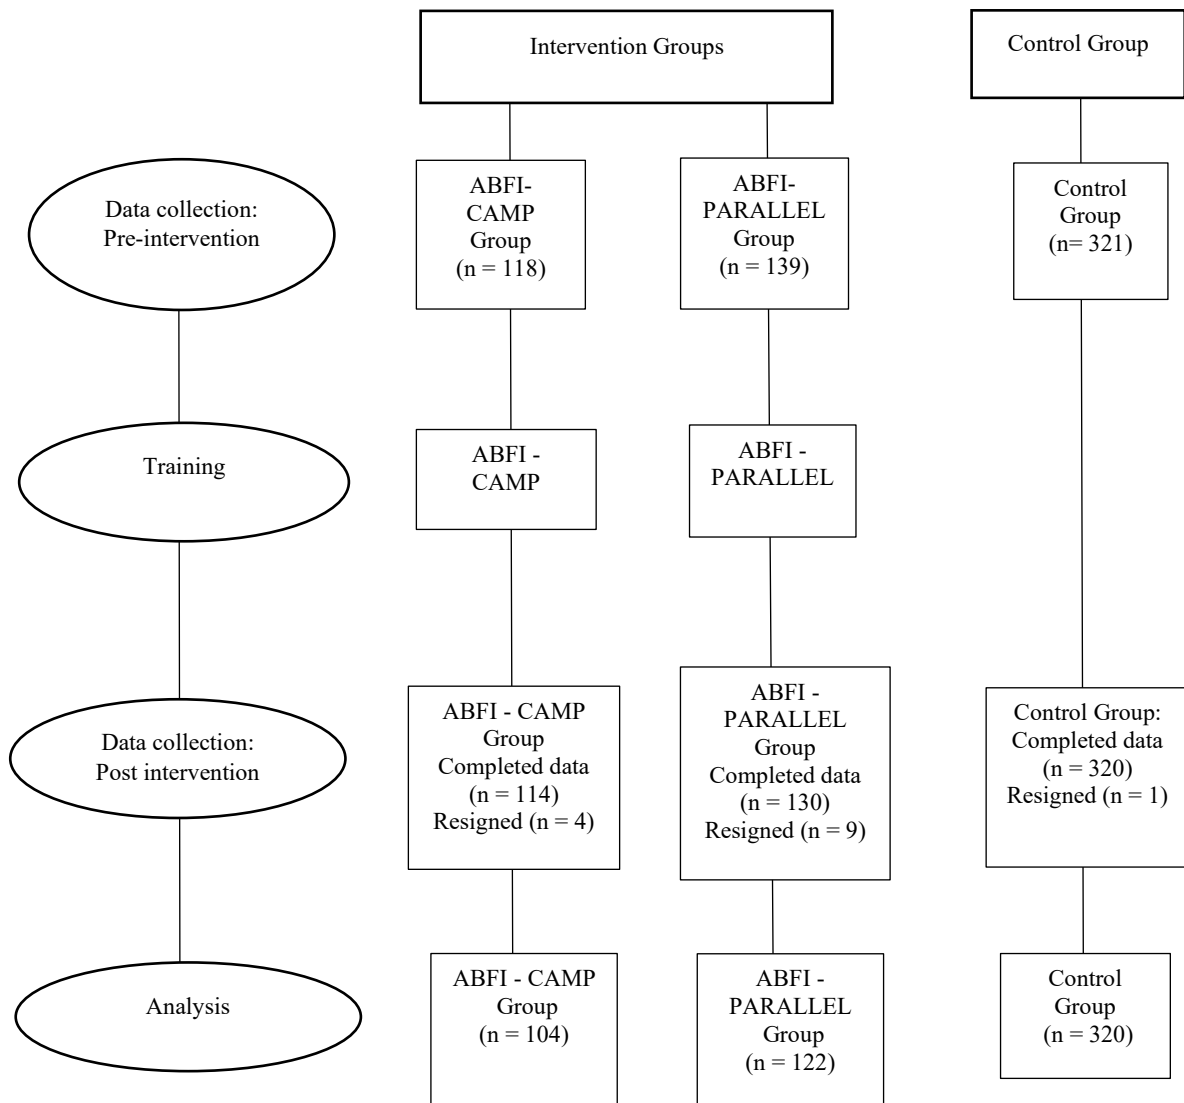 Intervention Groups
Control Group
Data collection:
Pre-intervention
ABFI-
CAMP
Group
(n = 118)
ABFI-
PARALLEL
Group
(n = 139)
Control
Group
(n= 321)
Training
ABFI -
CAMP
ABFI -
PARALLEL
Data collection:
Post intervention
ABFI - CAMP
Group
Completed data
(n = 114)
Resigned (n = 4)
ABFI -
PARALLEL
Group
Completed data
(n = 130)
Resigned (n = 9)
Control Group:
Completed data
(n = 320)
Resigned (n = 1)
Analysis
ABFI - CAMP
Group
(n = 104)
ABFI -
PARALLEL
Group
(n = 122)
Control
Group
(n = 320)